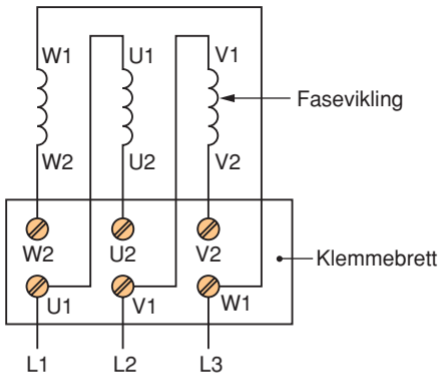 W1 U1 V1
Fasevikling
W2 U2 V2
W2 U2 V2
Klemmebrett
U1 V1 W1
L1 L2 L3